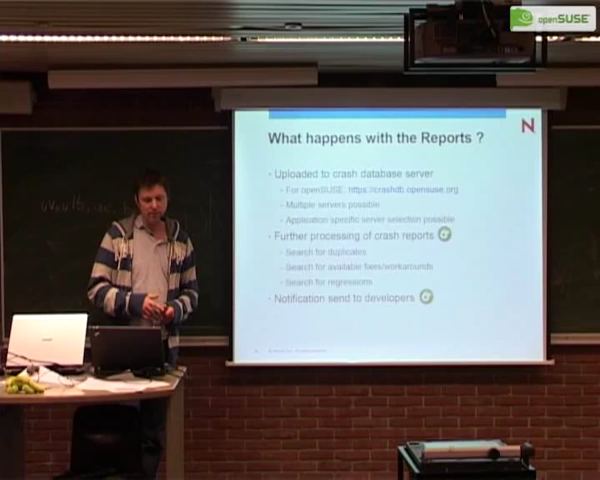 openSUSE
N
What happens with the Reports ?
- Uploaded to crash database server
- For openSUSE: https://crashdb.opensuse.org
- Multiple servers possible
- Application specific server selection possible
- Further processing of crash reports
- Search for duplicates
- Search for available fixes/workarounds
- Search for regressions
- Notification send to developers